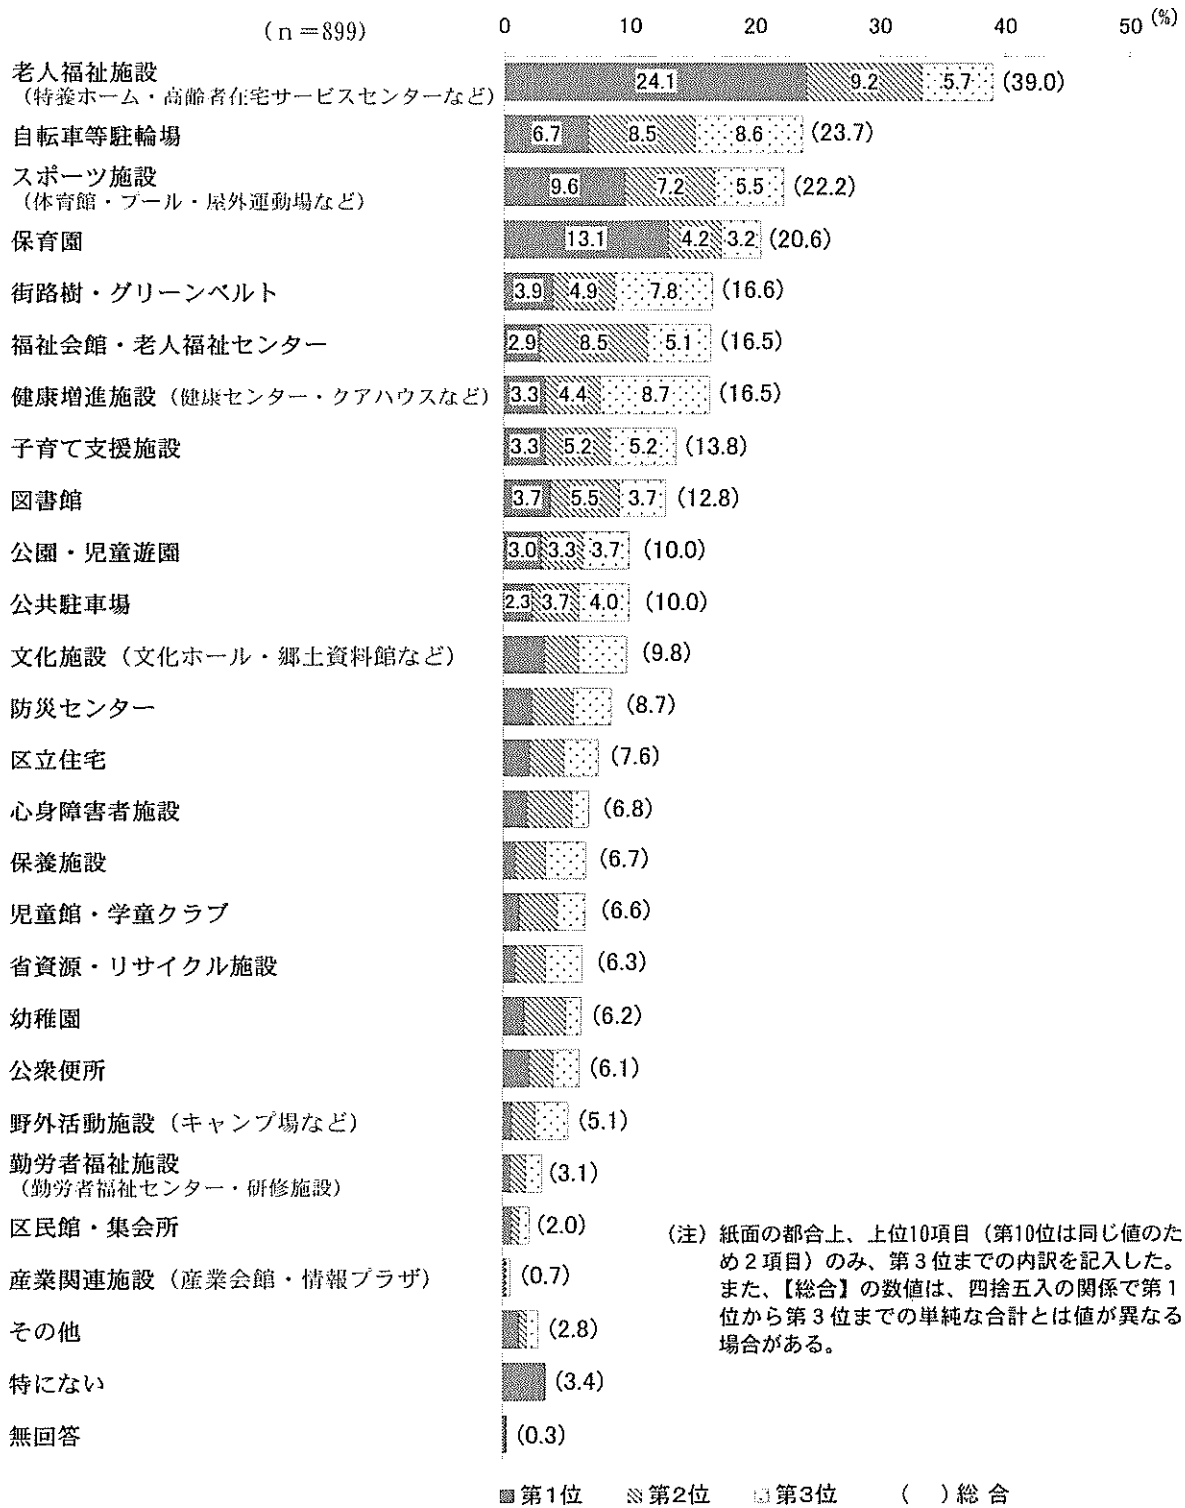 (n=899)
0 10 20 30 40 50 (%)
老人福祉施設
(特養ホーム・高齢者在宅サービスセンターなど)
24.1 9.2 5.7 (39.0)
自転車等駐輪場 6.7 8.5 8.6 (23.7)
スポーツ施設
(体育館・プール・屋外運動場など)
9.6 7.2 5.5 (22.2)
保育園 13.1 4.2 3.2 (20.6)
街路樹・グリーンベルト 3.9 4.9 7.8 (16.6)
福祉会館・老人福祉センター 2.9 8.5 5.1 (16.5)
健康増進施設(健康センター・クアハウスなど) 3.3 4.4 8.7 (16.5)
子育て支援施設 3.3 5.2 5.2 (13.8)
図書館 3.7 5.5 3.7 (12.8)
公園・児童遊園 3.0 3.3 3.7 (10.0)
公共駐車場 2.3 3.7 4.0 (10.0)
文化施設(文化ホール・郷土資料館など) (9.8)
防災センター (8.7)
区立住宅 (7.6)
心身障害者施設 (6.8)
保養施設 (6.7)
児童館・学童クラブ (6.6)
省資源・リサイクル施設 (6.3)
幼稚園 (6.2)
公衆便所 (6.1)
野外活動施設(キャンプ場など) (5.1)
勤労者福祉施設
(勤労者福祉センター・研修施設)
(3.1)
区民館・集会所 (2.0)
産業関連施設(産業会館・情報プラザ) (0.7)
その他 (2.8)
特にない (3.4)
無回答 (0.3)
(注) 紙面の都合上、上位10項目(第10位は同じ値のた
め2項目)のみ、第3位までの内訳を記入した。
また、【総合】の数値は、四捨五入の関係で第1
位から第3位までの単純な合計とは値が異なる
場合がある。
第1位 第2位 第3位 ( )総合